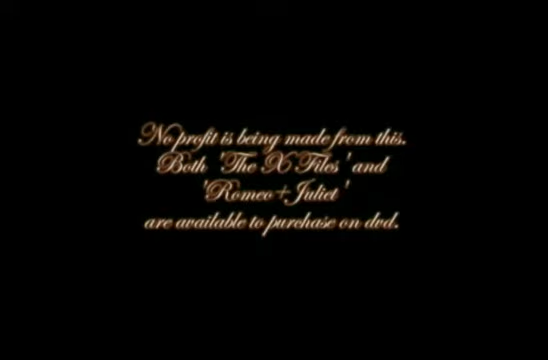 No profit is being made from this.
Both 'The X Files' and
'Romeo+Juliet'
are available to purchase on dvd.